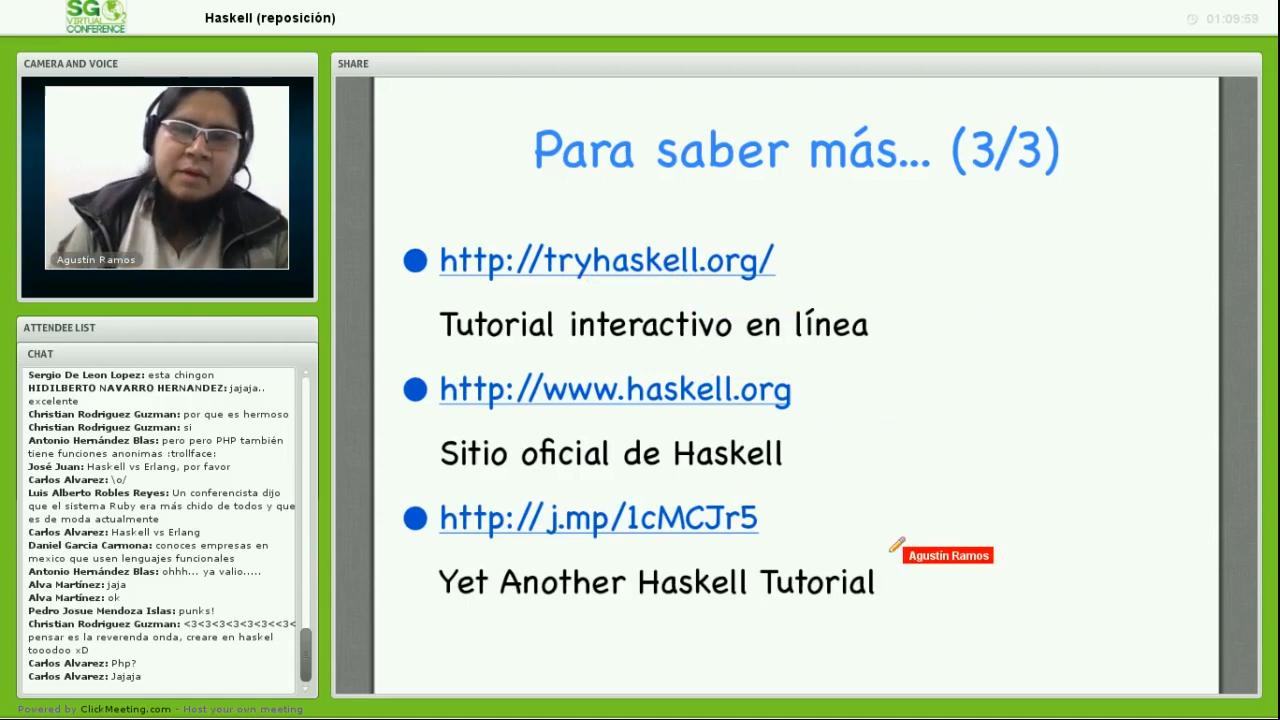 SG
VIRTUAL
CONFERENCE
Haskell (reposición)
01:09:59
CAMERA AND VOICE
Agustín Ramos
ATTENDEE LIST
CHAT
Sergio De Leon Lopez: esta chingon
HIDILBERTO NAVARRO HERNANDEZ: jajaja..
excelente
Christian Rodriguez Guzman: por que es hermoso
Christian Rodriguez Guzman: si
Antonio Hernández Blas: pero pero PHP también
tiene funciones anonimas :trollface:
José Juan: Haskell vs Erlang, por favor
Carlos Alvarez: \o/
Luis Alberto Robles Reyes: Un conferencista dijo
que el sistema Ruby era más chido de todos y que
es de moda actualmente
Carlos Alvarez: Haskell vs Erlang
Daniel Garcia Carmona: conoces empresas en
mexico que usen lenguajes funcionales
Antonio Hernández Blas: ohhh... ya valio.....
Alva Martínez: jaja
Alva Martínez: ok
Pedro Josue Mendoza Islas: punks!
Christian Rodriguez Guzman: <3<3<3<3<3<3<<3<
pensar es la reverenda onda, creare en haskel
tooodoo xD
Carlos Alvarez: Php?
Carlos Alvarez: Jajaja
SHARE
Para saber más... (3/3)
http://tryhaskell.org/
Tutorial interactivo en línea
http://www.haskell.org
Sitio oficial de Haskell
http://j.mp/1cMCJr5
Yet Another Haskell Tutorial
Agustín Ramos
Powered by ClickMeeting.com - Host your own meeting